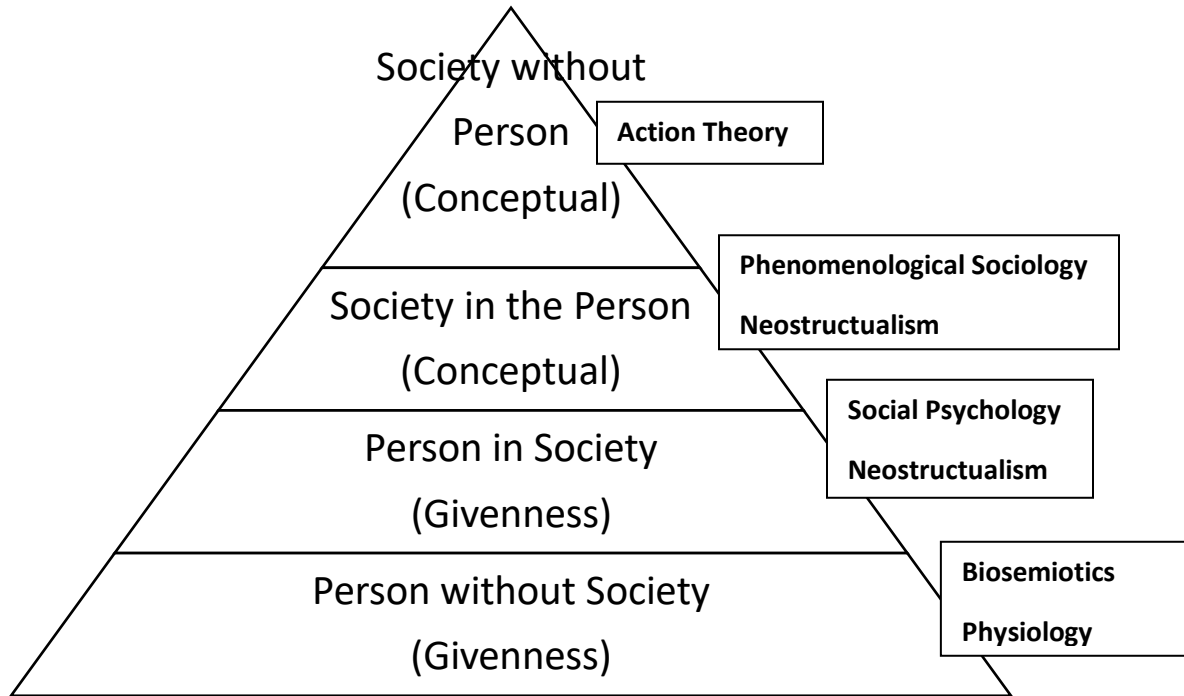 Society without
Person
(Conceptual)
Action Theory
Society in the Person
(Conceptual)
Phenomenological Sociology
Neostructualism
Person in Society
(Givenness)
Social Psychology
Neostructualism
Person without Society
(Givenness)
Biosemiotics
Physiology